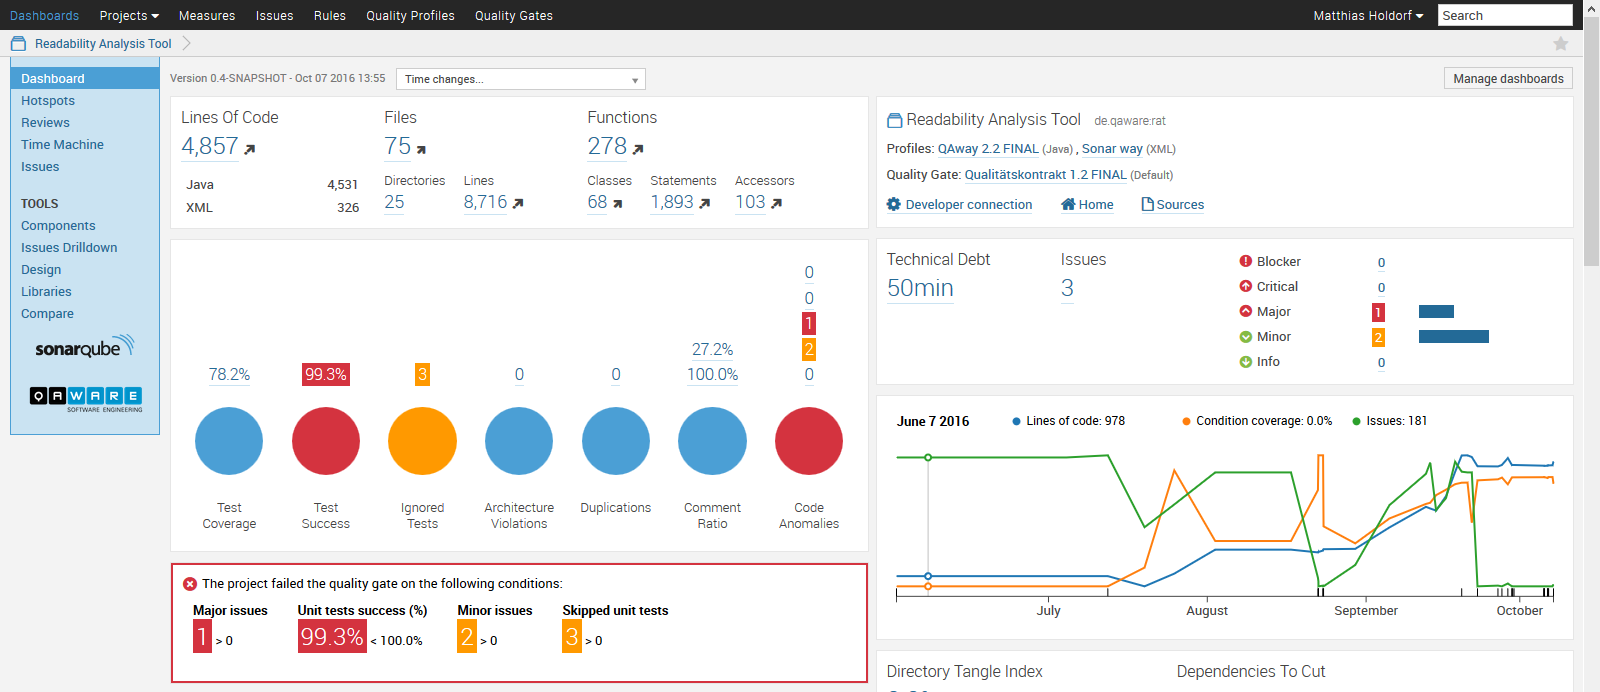 Dashboards Projects Measures Issues Rules Quality Profiles Quality Gates Matthias Holdorf Search
Readability Analysis Tool
Dashboard
Hotspots
Reviews
Time Machine
Issues
TOOLS
Components
Issues Drilldown
Design
Libraries
Compare
sonarqube
QAWARE
SOFTWARE ENGINEERING
Version 0.4-SNAPSHOT - Oct 07 2016 13:55 Time changes... Manage dashboards
Lines Of Code Files Functions
4,857 75 278
Java 4,531
XML 326
Directories Lines Classes Statements Accessors
25 8,716 68 1,893 103
0
0
1
27.2% 2
78.2% 99.3% 3 0 0 100.0% 0
Test Test Ignored Architecture Duplications Comment Code
Coverage Success Tests Violations Ratio Anomalies
The project failed the quality gate on the following conditions:
Major issues Unit tests success (%) Minor issues Skipped unit tests
1 > 0 99.3% < 100.0% 2 > 0 3 > 0
Readability Analysis Tool de.qaware:rat
Profiles: QAway 2.2 FINAL (Java) , Sonar way (XML)
Quality Gate: Qualitätskontrakt 1.2 FINAL (Default)
Developer connection Home Sources
Technical Debt Issues
50min 3
Blocker 0
Critical 0
Major 1
Minor 2
Info 0
June 7 2016 Lines of code: 978 Condition coverage: 0.0% Issues: 181
July August September October
Directory Tangle Index Dependencies To Cut